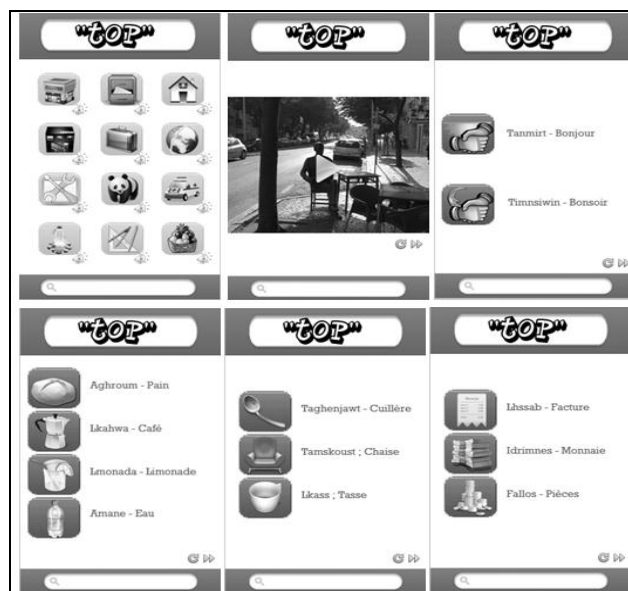 "tOP"
"tOP"
"tOP"
Tanmirt - Bonjour
Timnsiwin - Bonsoir
"tOP"
Aghroum - Pain
Lkahwa - Café
Lmonada - Limonade
Amane - Eau
"tOP"
Taghenjawt - Cuillère
Tamskoust ; Chaise
Lkass ; Tasse
"tOP"
Lhssab - Facture
Idrimnes - Monnaie
Fallos - Piéces